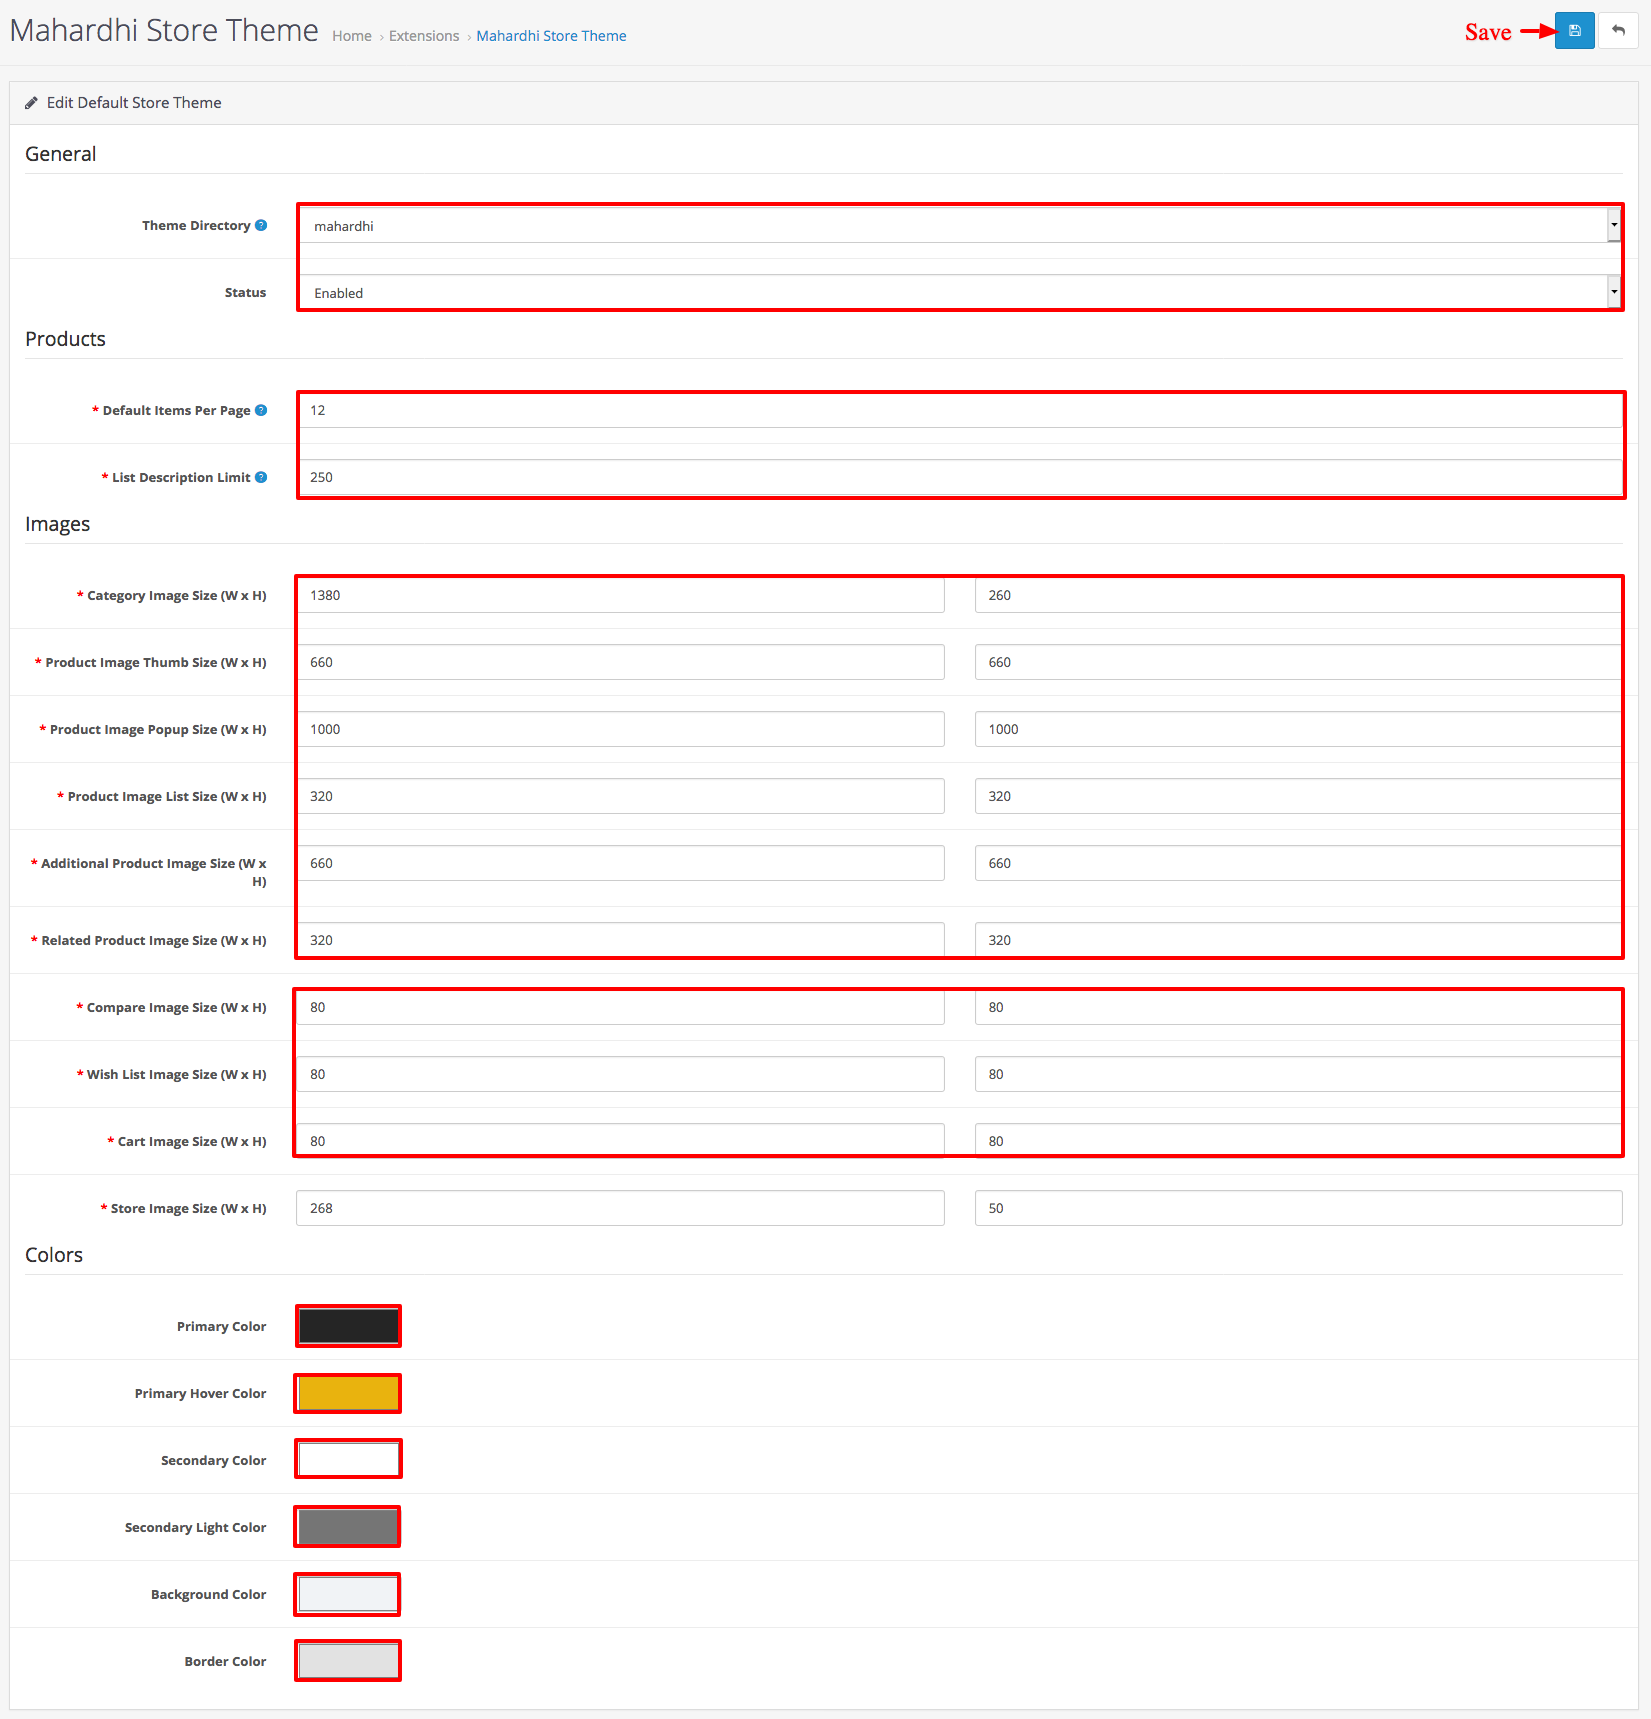 Mahardhi Store Theme Home › Extensions › Mahardhi Store Theme Save
Edit Default Store Theme
General
Theme Directory ? mahardhi
Status Enabled
Products
* Default Items Per Page ? 12
* List Description Limit ? 250
Images
* Category Image Size (W x H) 1380 260
* Product Image Thumb Size (W x H) 660 660
* Product Image Popup Size (W x H) 1000 1000
* Product Image List Size (W x H) 320 320
* Additional Product Image Size (W x 660 660
H)
* Related Product Image Size (W x H) 320 320
* Compare Image Size (W x H) 80 80
* Wish List Image Size (W x H) 80 80
* Cart Image Size (W x H) 80 80
* Store Image Size (W x H) 268 50
Colors
Primary Color
Primary Hover Color
Secondary Color
Secondary Light Color
Background Color
Border Color